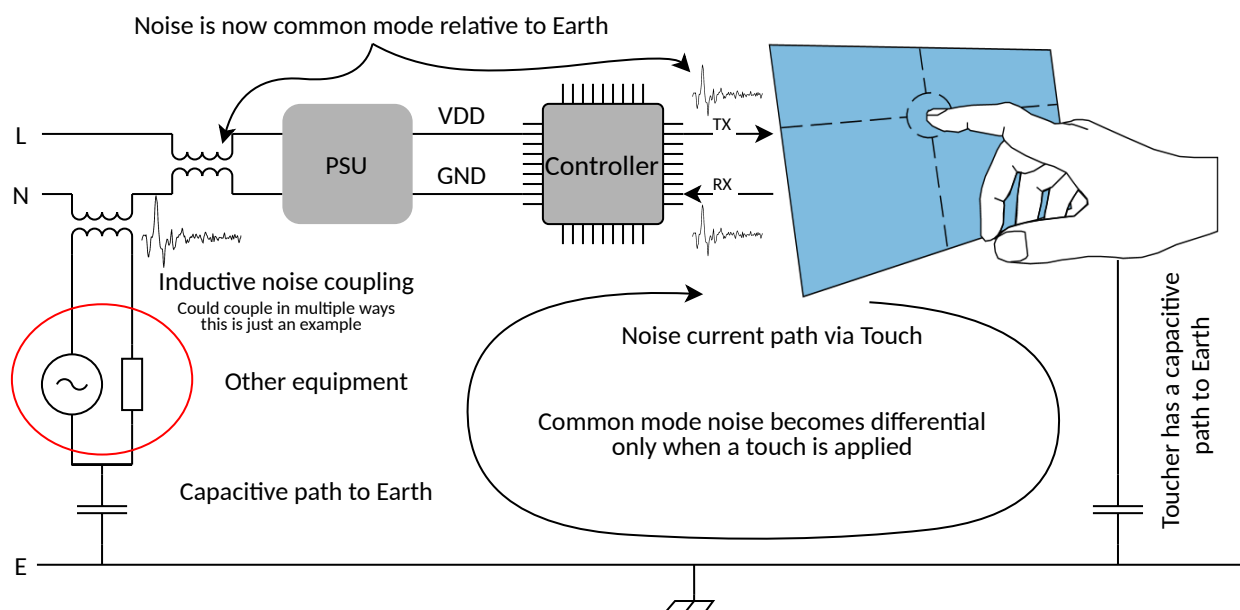 Noise is now common mode relative to Earth
L
VDD
TX
PSU
Controller
N
GND
RX
Inductive noise coupling
Could couple in multiple ways
this is just an example
Noise current path via Touch
Other equipment
Common mode noise becomes differential
only when a touch is applied
Toucher has a capacitive
path to Earth
Capacitive path to Earth
E